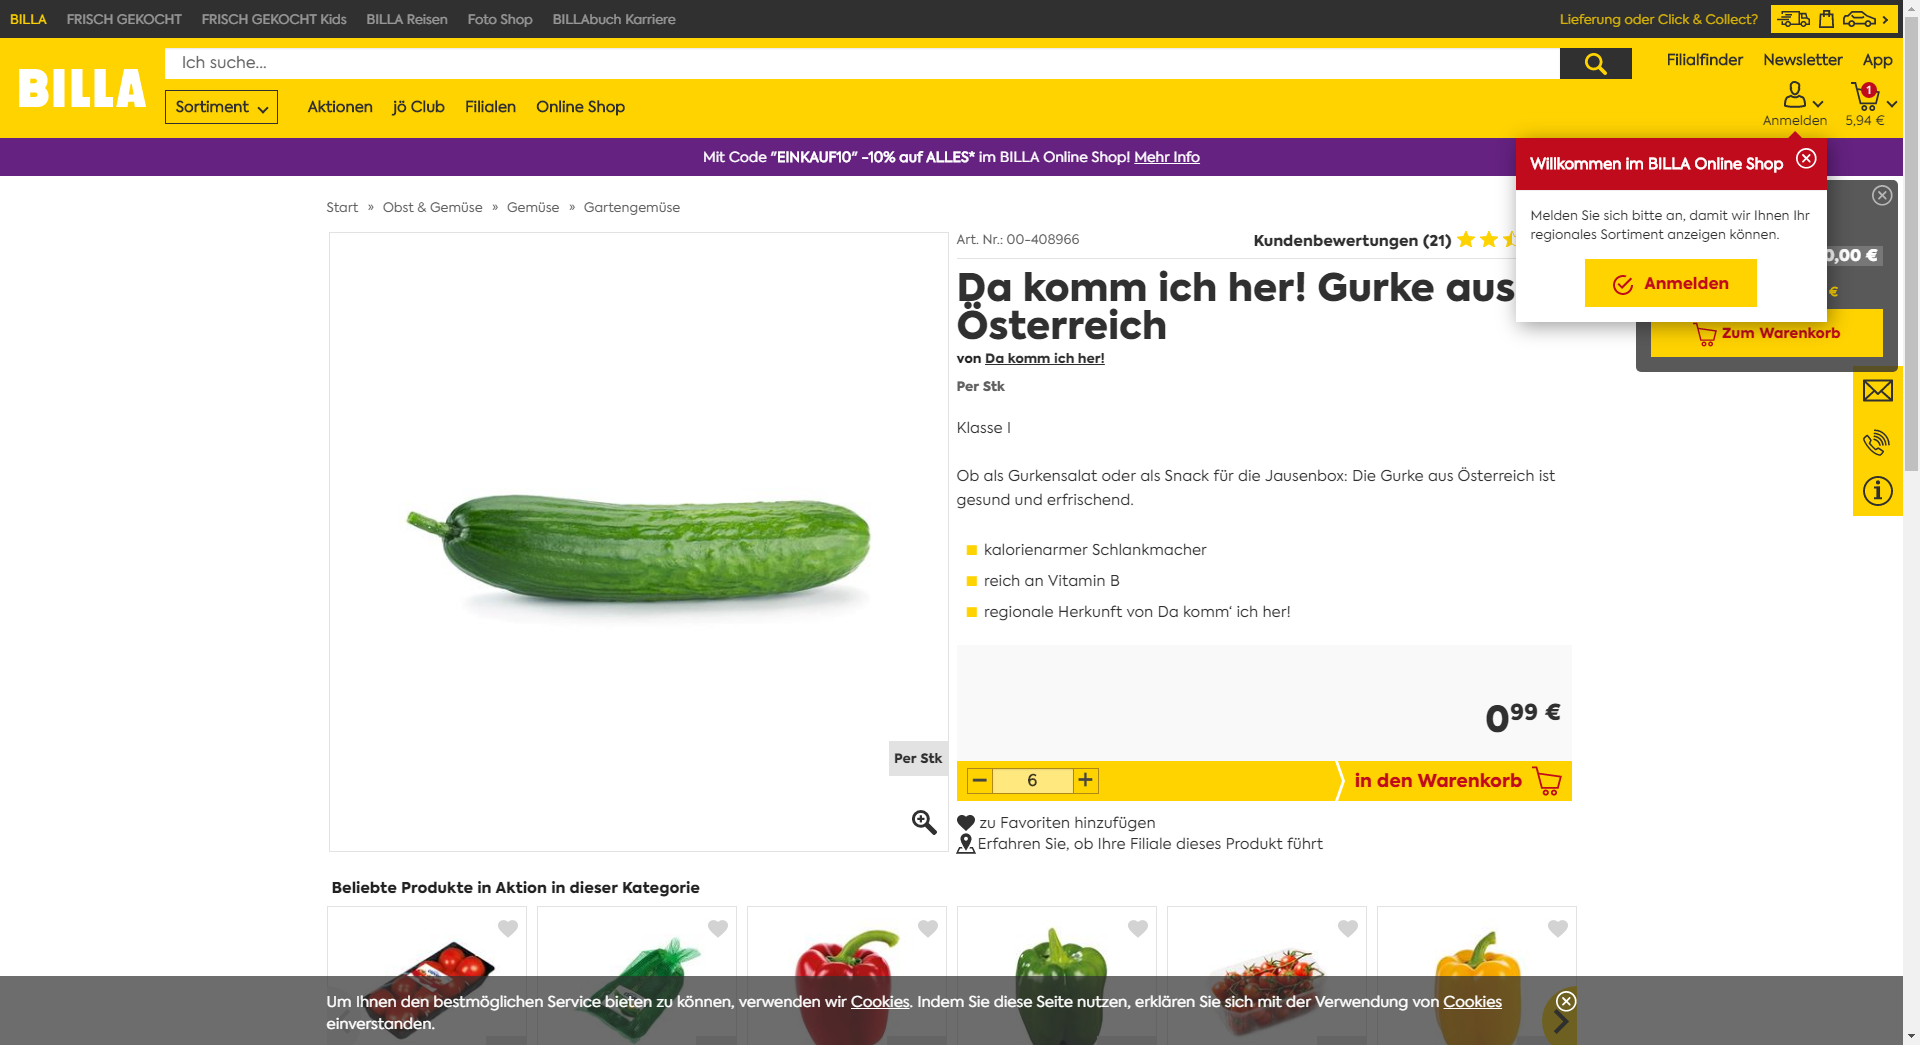 BILLA FRISCH GEKOCHT FRISCH GEKOCHT Kids BILLA Reisen Foto Shop BILLAbuch Karriere Lieferung oder Click & Collect?
Ich suche...
Filialfinder Newsletter App
BILLA
Sortiment Aktionen jö Club Filialen Online Shop
1
Anmelden 5,94 €
Mit Code "EINKAUF10" -10% auf ALLES* im BILLA Online Shop! Mehr Info
Willkommen im BILLA Online Shop
Melden Sie sich bitte an, damit wir Ihnen Ihr
regionales Sortiment anzeigen können.
Anmelden
0,00 €
€
Zum Warenkorb
Start » Obst & Gemüse » Gemüse » Gartengemüse
Art. Nr.: 00-408966
Kundenbewertungen (21)
Da komm ich her! Gurke aus
Österreich
von Da komm ich her!
Per Stk
Klasse I
Ob als Gurkensalat oder als Snack für die Jausenbox: Die Gurke aus Österreich ist
gesund und erfrischend.
kalorienarmer Schlankmacher
reich an Vitamin B
regionale Herkunft von Da komm‘ ich her!
0 99 €
Per Stk
6
in den Warenkorb
zu Favoriten hinzufügen
Erfahren Sie, ob Ihre Filiale dieses Produkt führt
Beliebte Produkte in Aktion in dieser Kategorie
Um Ihnen den bestmöglichen Service bieten zu können, verwenden wir Cookies. Indem Sie diese Seite nutzen, erklären Sie sich mit der Verwendung von Cookies
einverstanden.